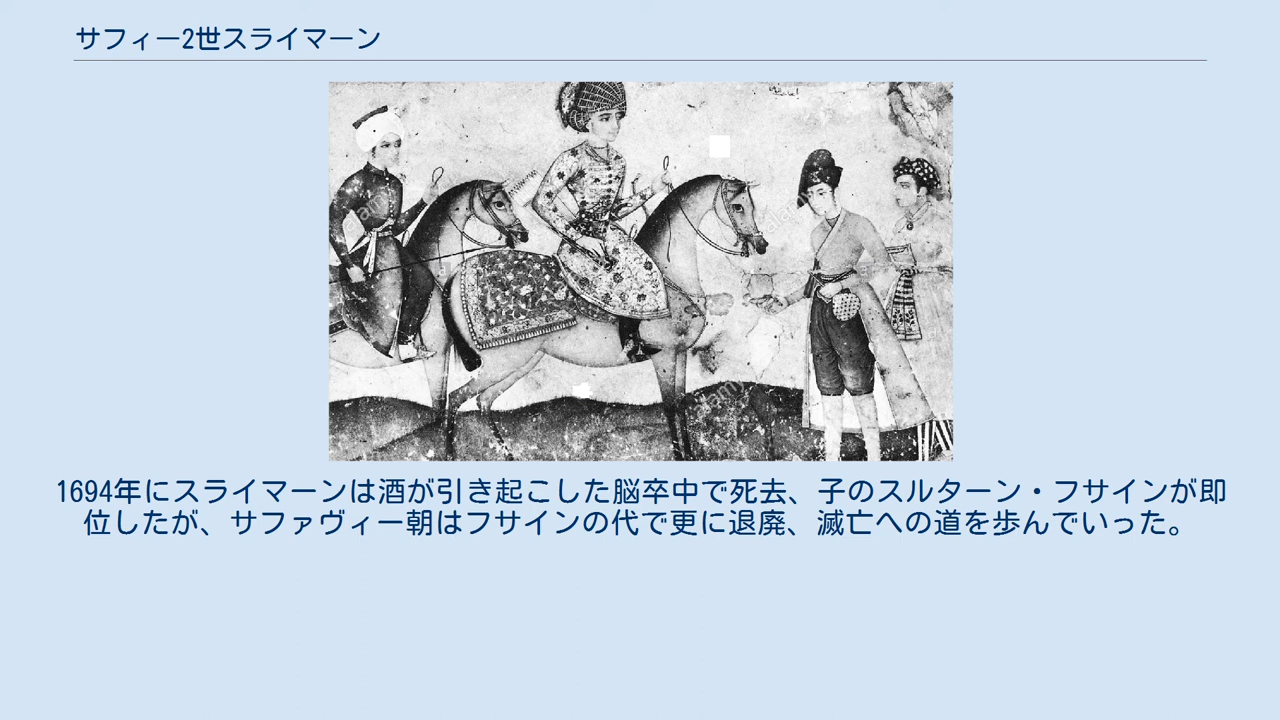 サフィー2世スライマーン
1694年にスライマーンは酒が引き起こした脳卒中で死去、子のスルターン・フサインが即
位したが、サファヴィー朝はフサインの代で更に退廃、滅亡への道を歩んでいった。